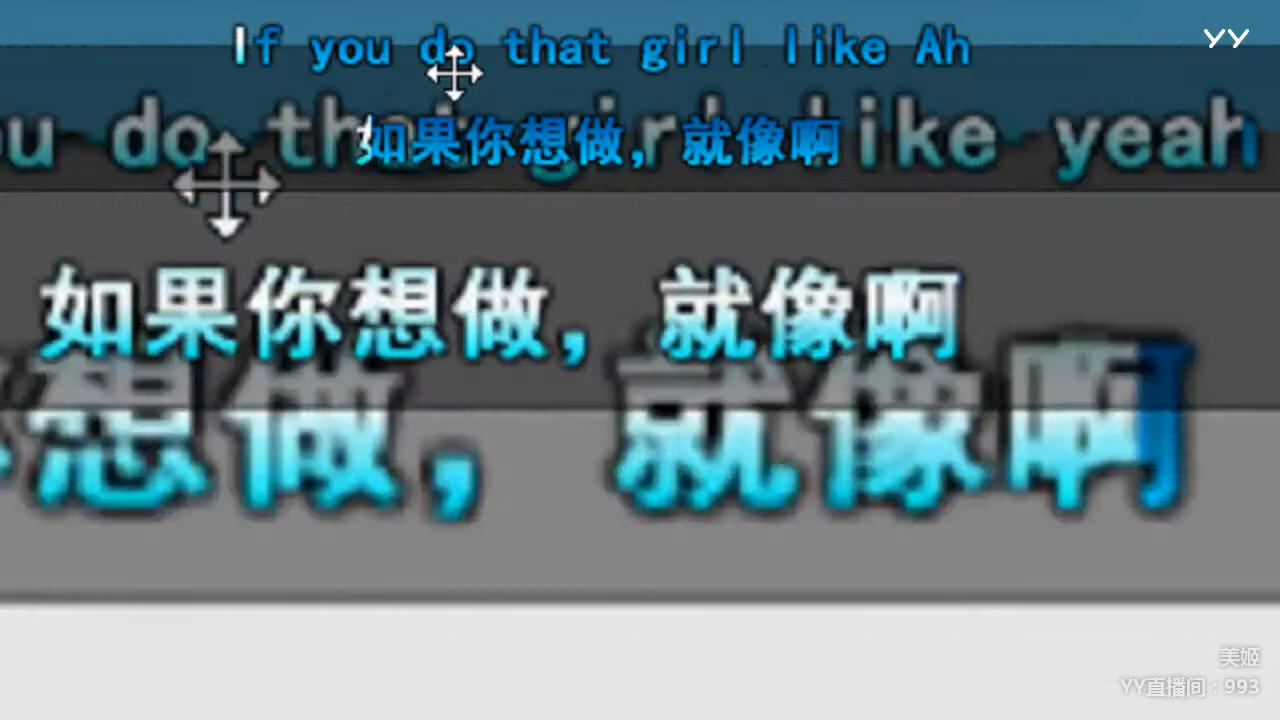 If you do that girl like Ah
YY
ou do that girl like yeah
如果你想做，就像啊
如果你想做，就像啊
想做，就像啊
美姬
YY直播间：993